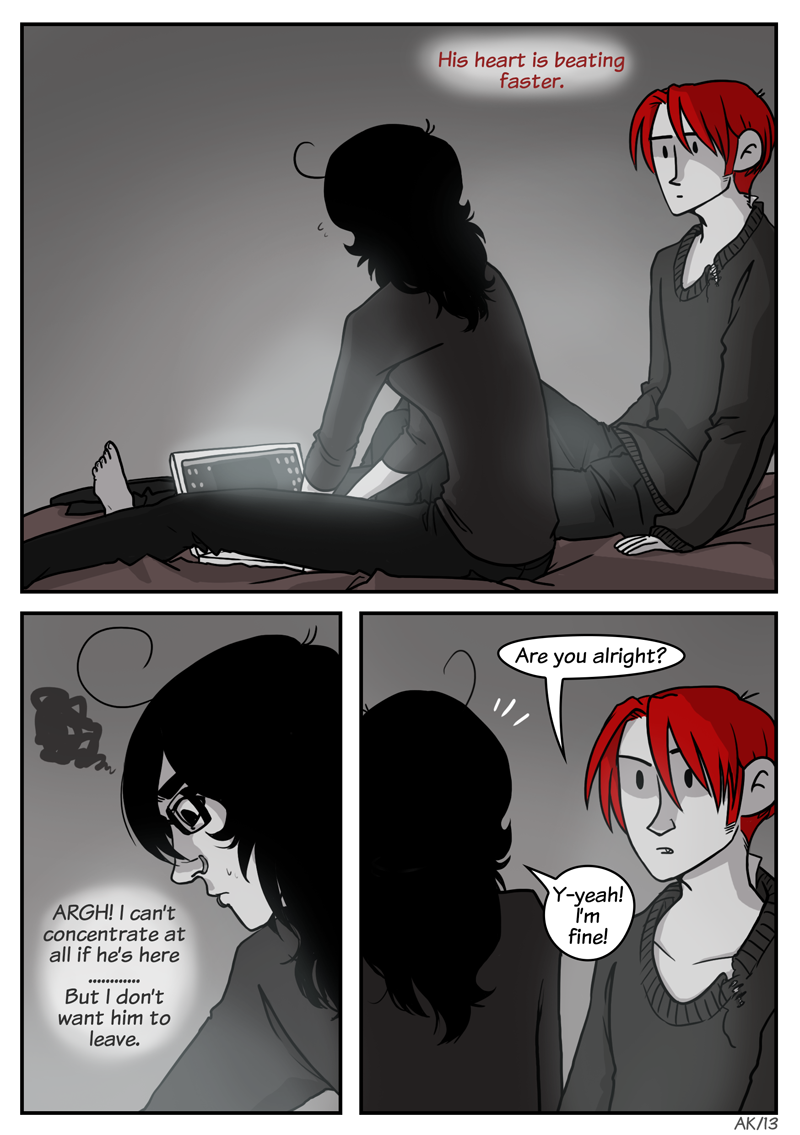 His heart is beating
faster.
ARGH! I can't
concentrate at
all if he's here
............
But I don't
want him to
leave.
Are you alright?
Y-yeah!
I'm
fine!
AK/13